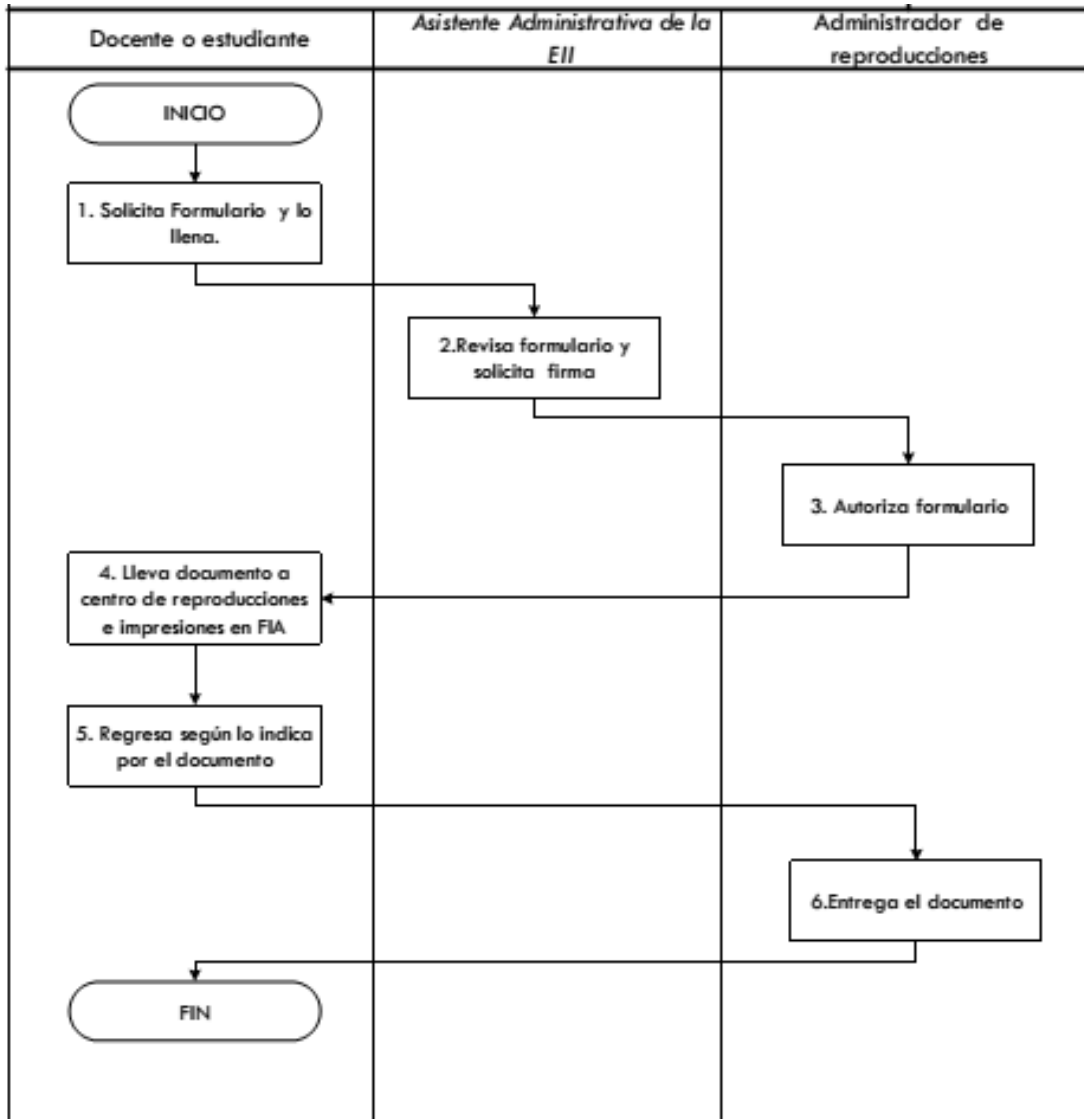 Docente o estudiante
Asistente Administrativa de la
EII
Administrador de
reproducciones
INICIO
1. Solicita Formulario y lo
llena.
2.Revisa formulario y
solicita firma
3. Autoriza formulario
4. Lleva documento a
centro de reproducciones
e impresiones en FIA
5. Regresa según lo indica
por el documento
6.Entrega el documento
FIN